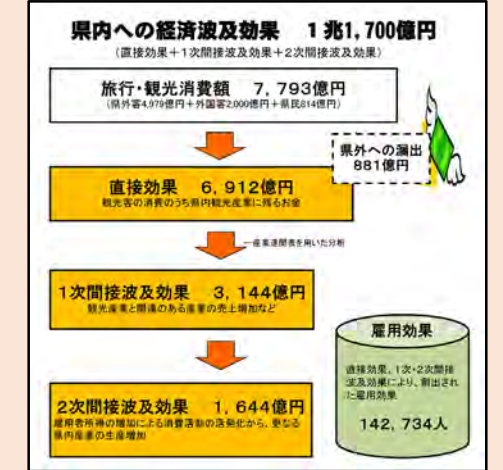 県内への経済波及効果 1兆1,700億円
(直接効果+1次間接波及効果+2次間接波及効果)
旅行・観光消費額 7,793億円
(県外客4,979億円+外国客2,000億円+県民814億円)
県外への漏出
881億円
直接効果 6,912億円
観光客の消費のうち県内観光産業に残るお金
産業連関表を用いた分析
1次間接波及効果 3,144億円
観光産業と関連のある産業の売上増加など
雇用効果
直接効果、1次・2次間接
波及効果により、創出され
た雇用効果
142,734人
2次間接波及効果 1,644億円
雇用者所得の増加による消費活動の活発化から、更なる
県内産業の生産増加